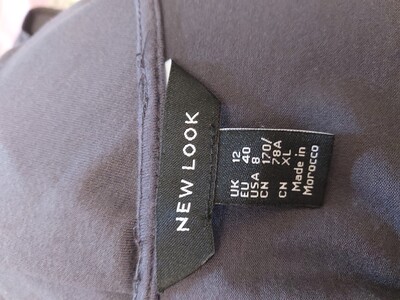 NEW LOOK
UK 12
EU 40
USA 8
CN 170/
78A
CN XL
Made in
Morocco